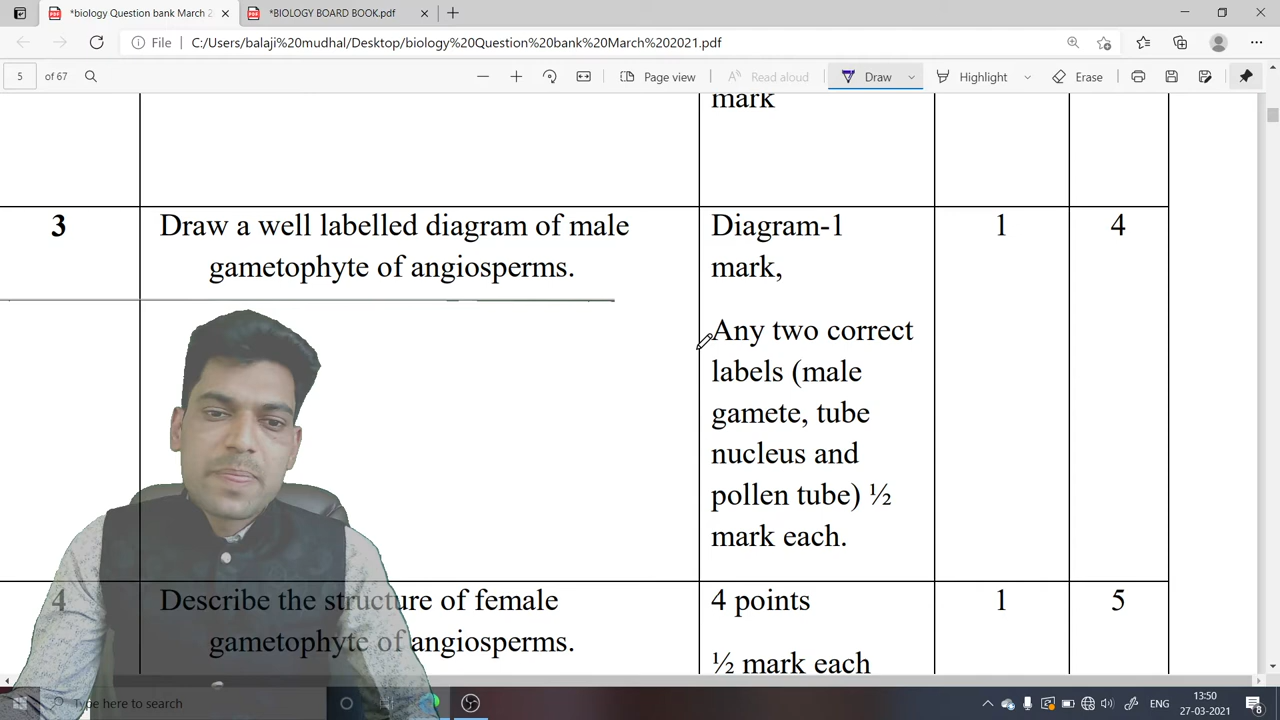 *biology Question bank March 2
*BIOLOGY BOARD BOOK.pdf
File
C:/Users/balaji%20mudhal/Desktop/biology%20Question%20bank%20March%202021.pdf
5 of 67
Page view
Read aloud
Draw
Highlight
Erase
mark
3
Draw a well labelled diagram of male
gametophyte of angiosperms.
Diagram-1
mark,
Any two correct
labels (male
gamete, tube
nucleus and
pollen tube) ½
mark each.
1
4
4
Describe the structure of female
gametophyte of angiosperms.
4 points
½ mark each
1
5
Type here to search
ENG
13:50
27-03-2021
8